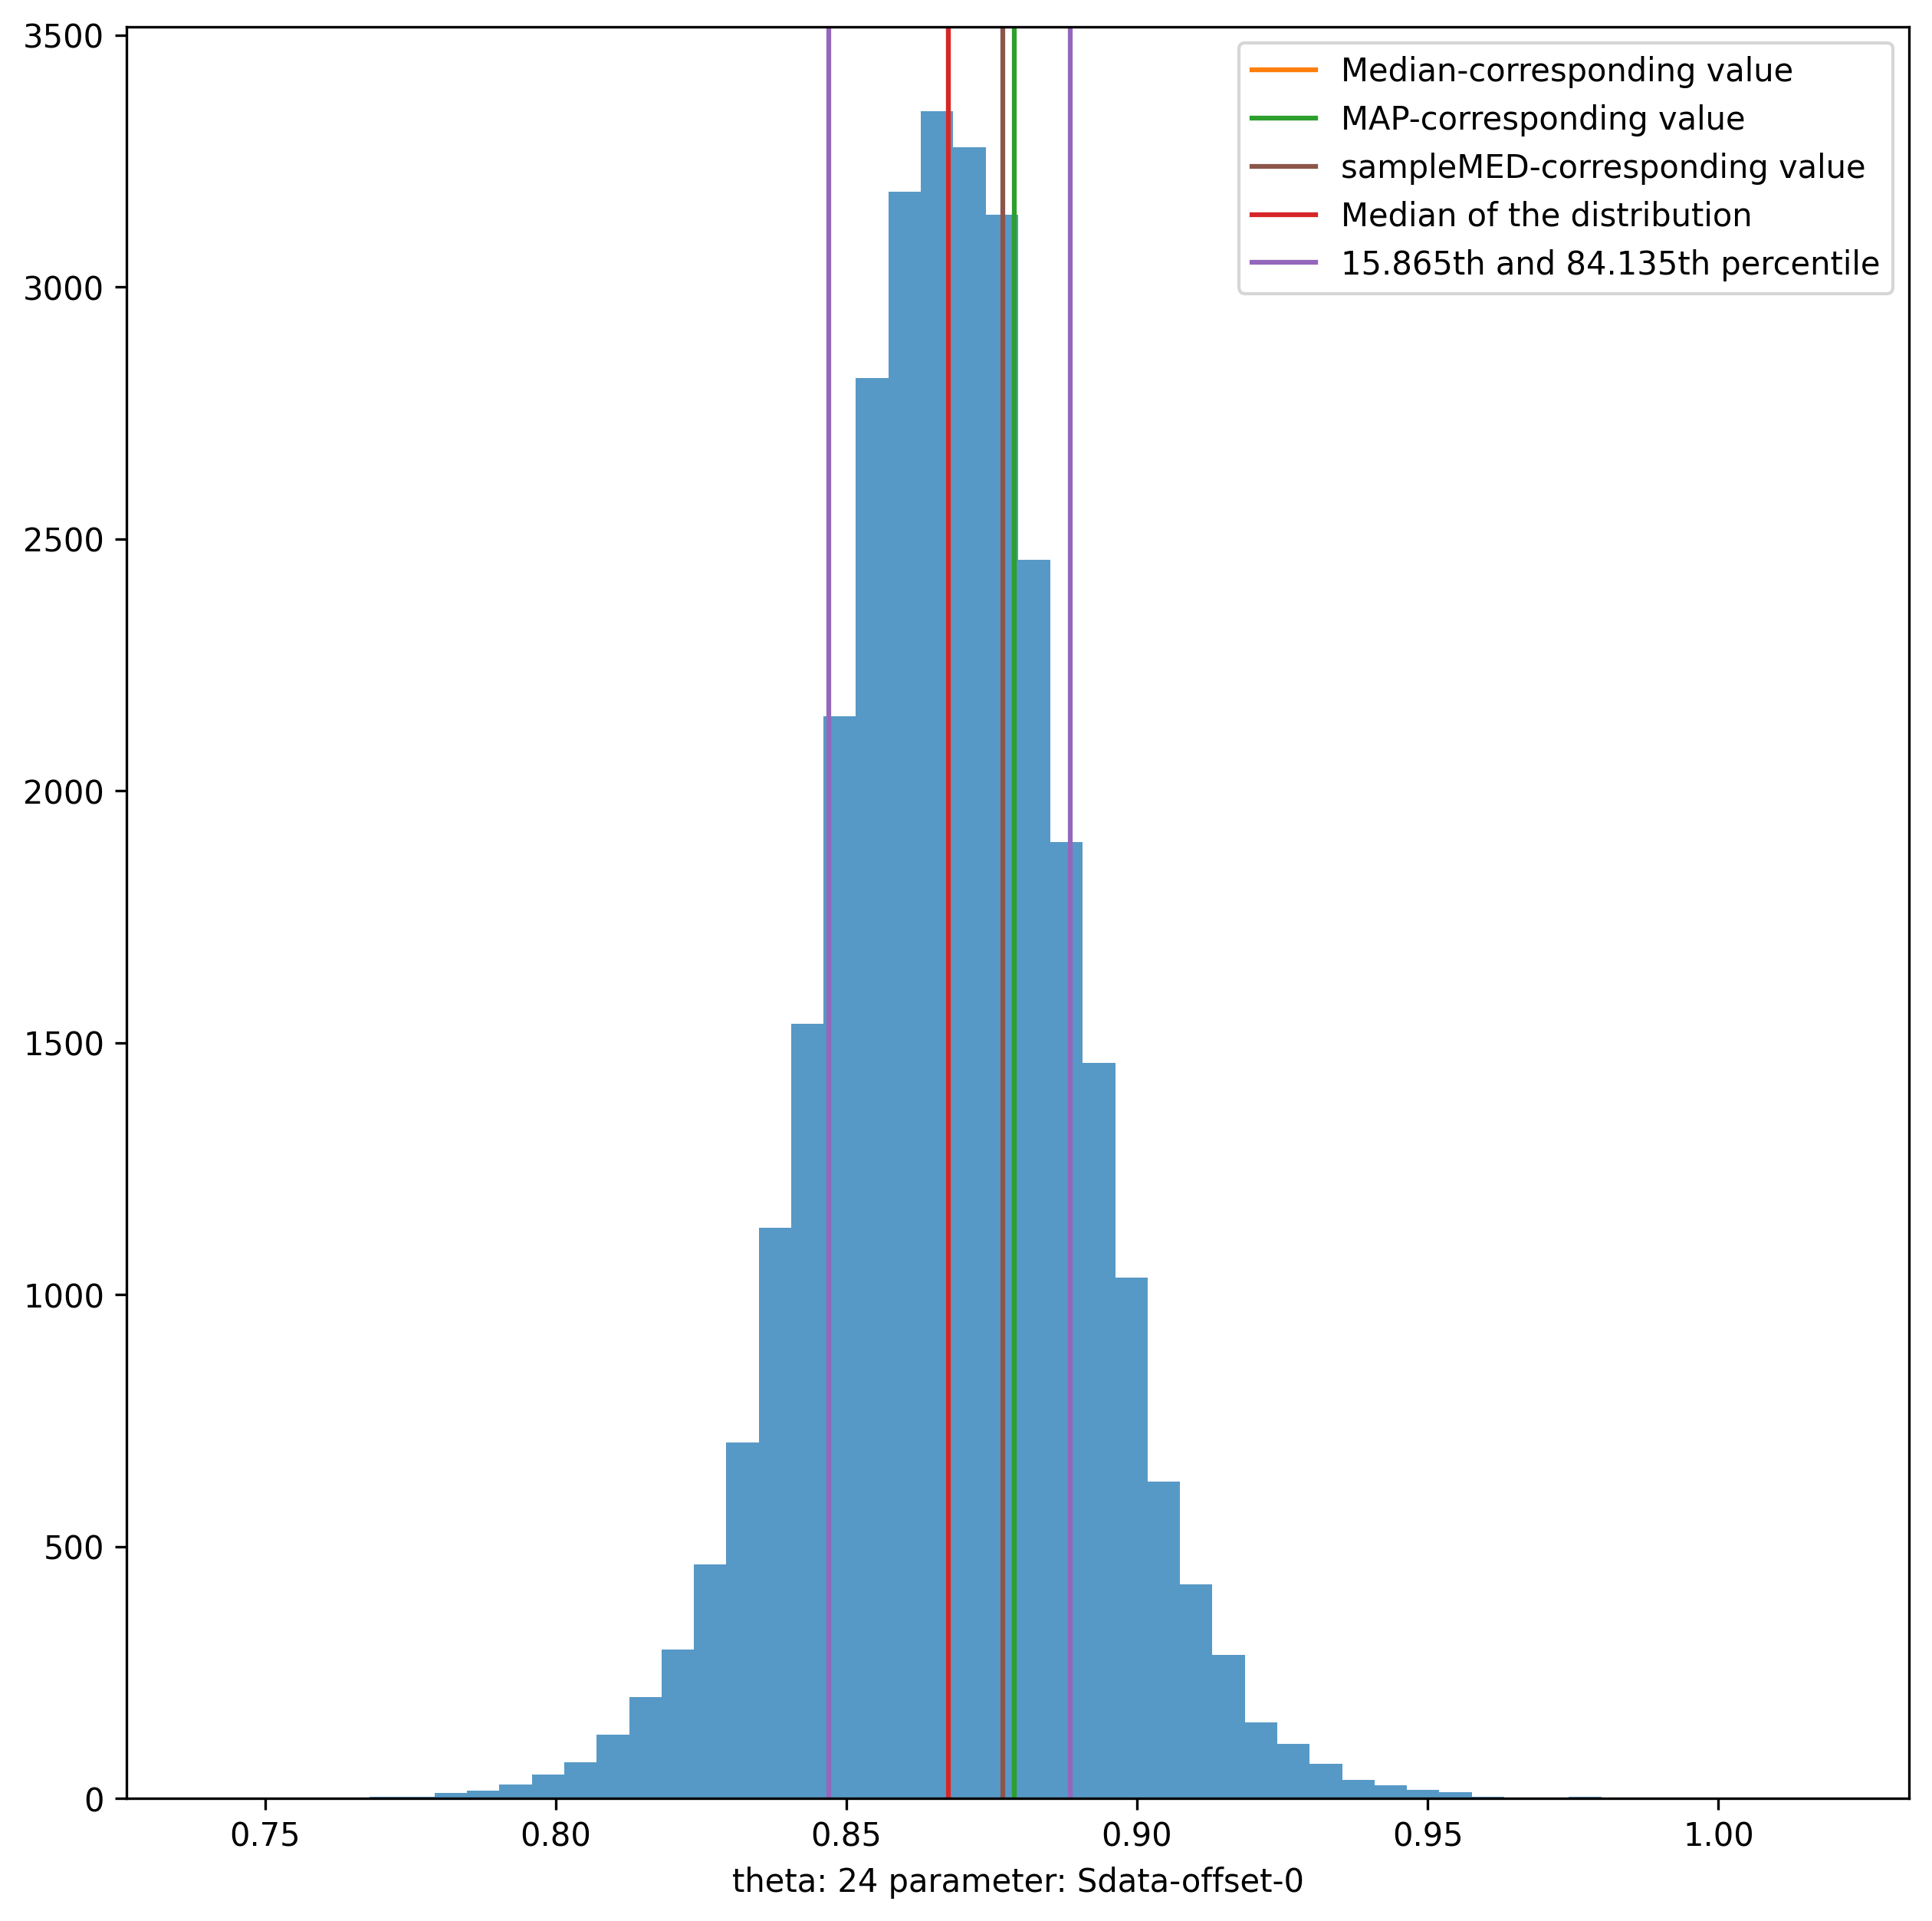 3500
3000
2500
2000
1500
1000
500
0
Median-corresponding value
MAP-corresponding value
sampleMED-corresponding value
Median of the distribution
15.865th and 84.135th percentile
0.75 0.80 0.85 0.90 0.95 1.00
theta: 24 parameter: Sdata-offset-0